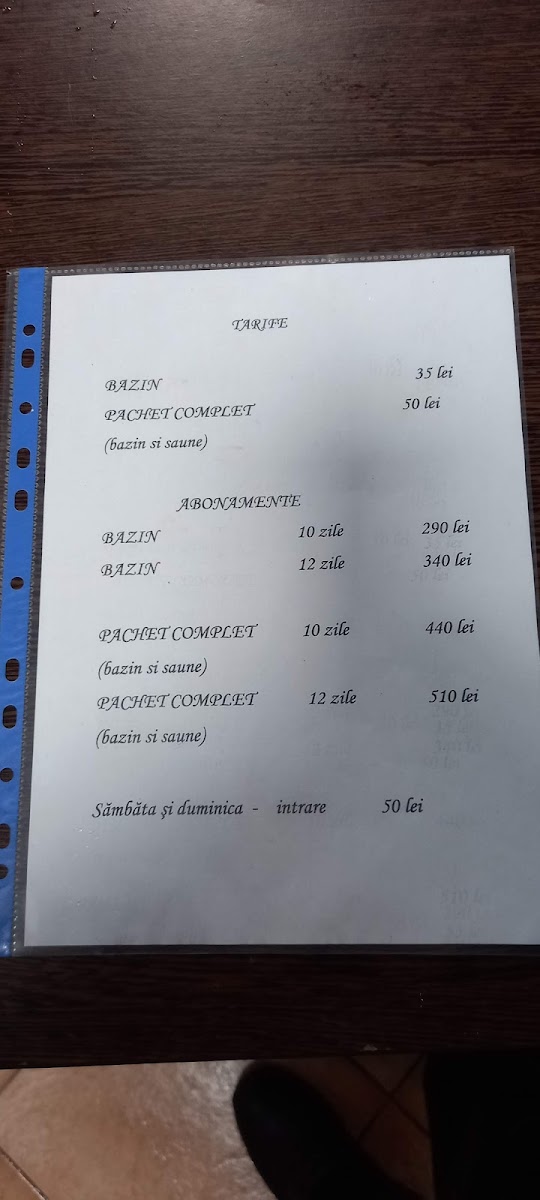 TARIFE
BAZIN 35 lei
PACHET COMPLET 50 lei
(bazin si saune)
ABONAMENTE
BAZIN 10 zile 290 lei
BAZIN 12 zile 340 lei
PACHET COMPLET 10 zile 440 lei
(bazin si saune)
PACHET COMPLET 12 zile 510 lei
(bazin si saune)
Sămbăta şi duminica - intrare 50 lei